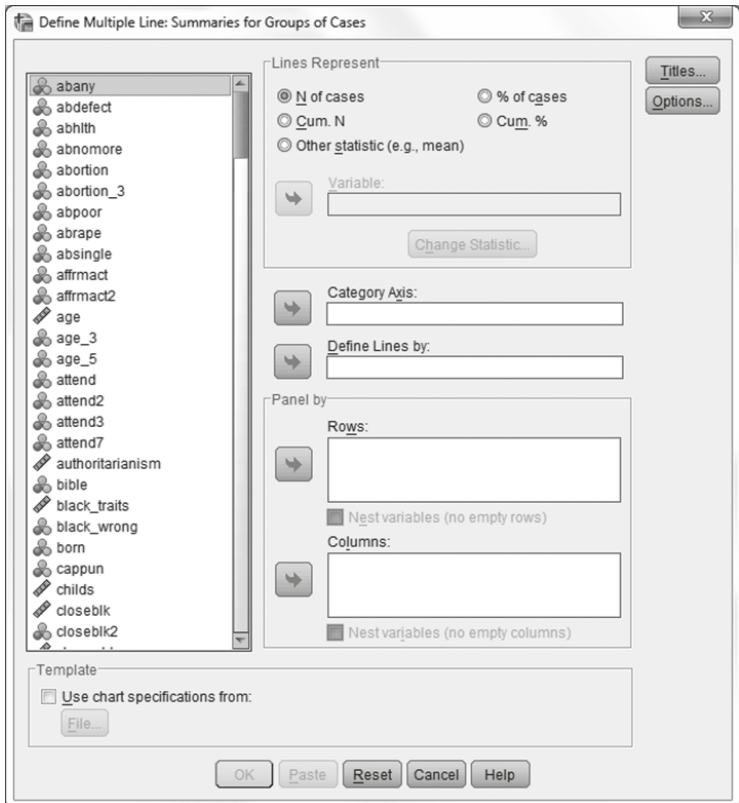 Define Multiple Line: Summaries for Groups of Cases
abany
abdefect
abhlth
abnomore
abortion
abortion_3
abpoor
abrape
absingle
affrmact
affrmact2
age
age_3
age_5
attend
attend2
attend3
attend7
authoritarianism
bible
black_traits
black_wrong
born
cappun
childs
closeblk
closeblk2
Lines Represent
N of cases
% of cases
Cum. N
Cum. %
Other statistic (e.g., mean)
Variable:
Change Statistic...
Category Axis:
Define Lines by:
Panel by
Rows:
Nest variables (no empty rows)
Columns:
Nest variables (no empty columns)
Titles...
Options...
Template
Use chart specifications from:
File...
OK
Paste
Reset
Cancel
Help